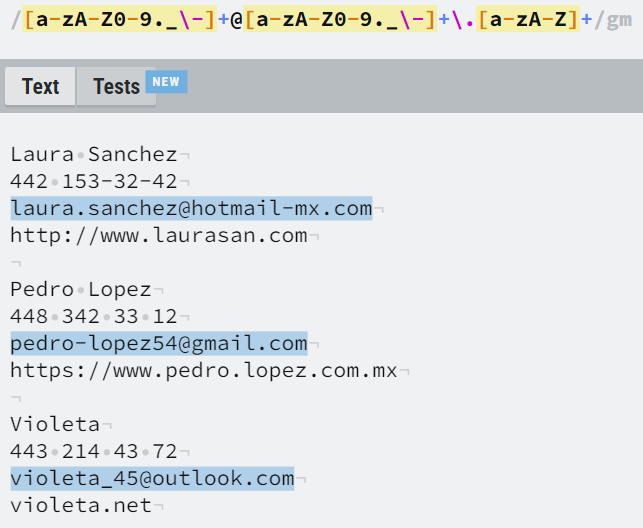 /[a-zA-Z0-9._\-]+@[a-zA-Z0-9._\-]+\.[a-zA-Z]+/gm
Text Tests NEW
Laura•Sanchez¬
442•153-32-42¬
laura.sanchez@hotmail-mx.com¬
http://www.laurasan.com¬
¬
Pedro•Lopez¬
448•342•33•12¬
pedro-lopez54@gmail.com¬
https://www.pedro.lopez.com.mx¬
¬
Violeta¬
443•214•43•72¬
violeta_45@outlook.com¬
violeta.net¬